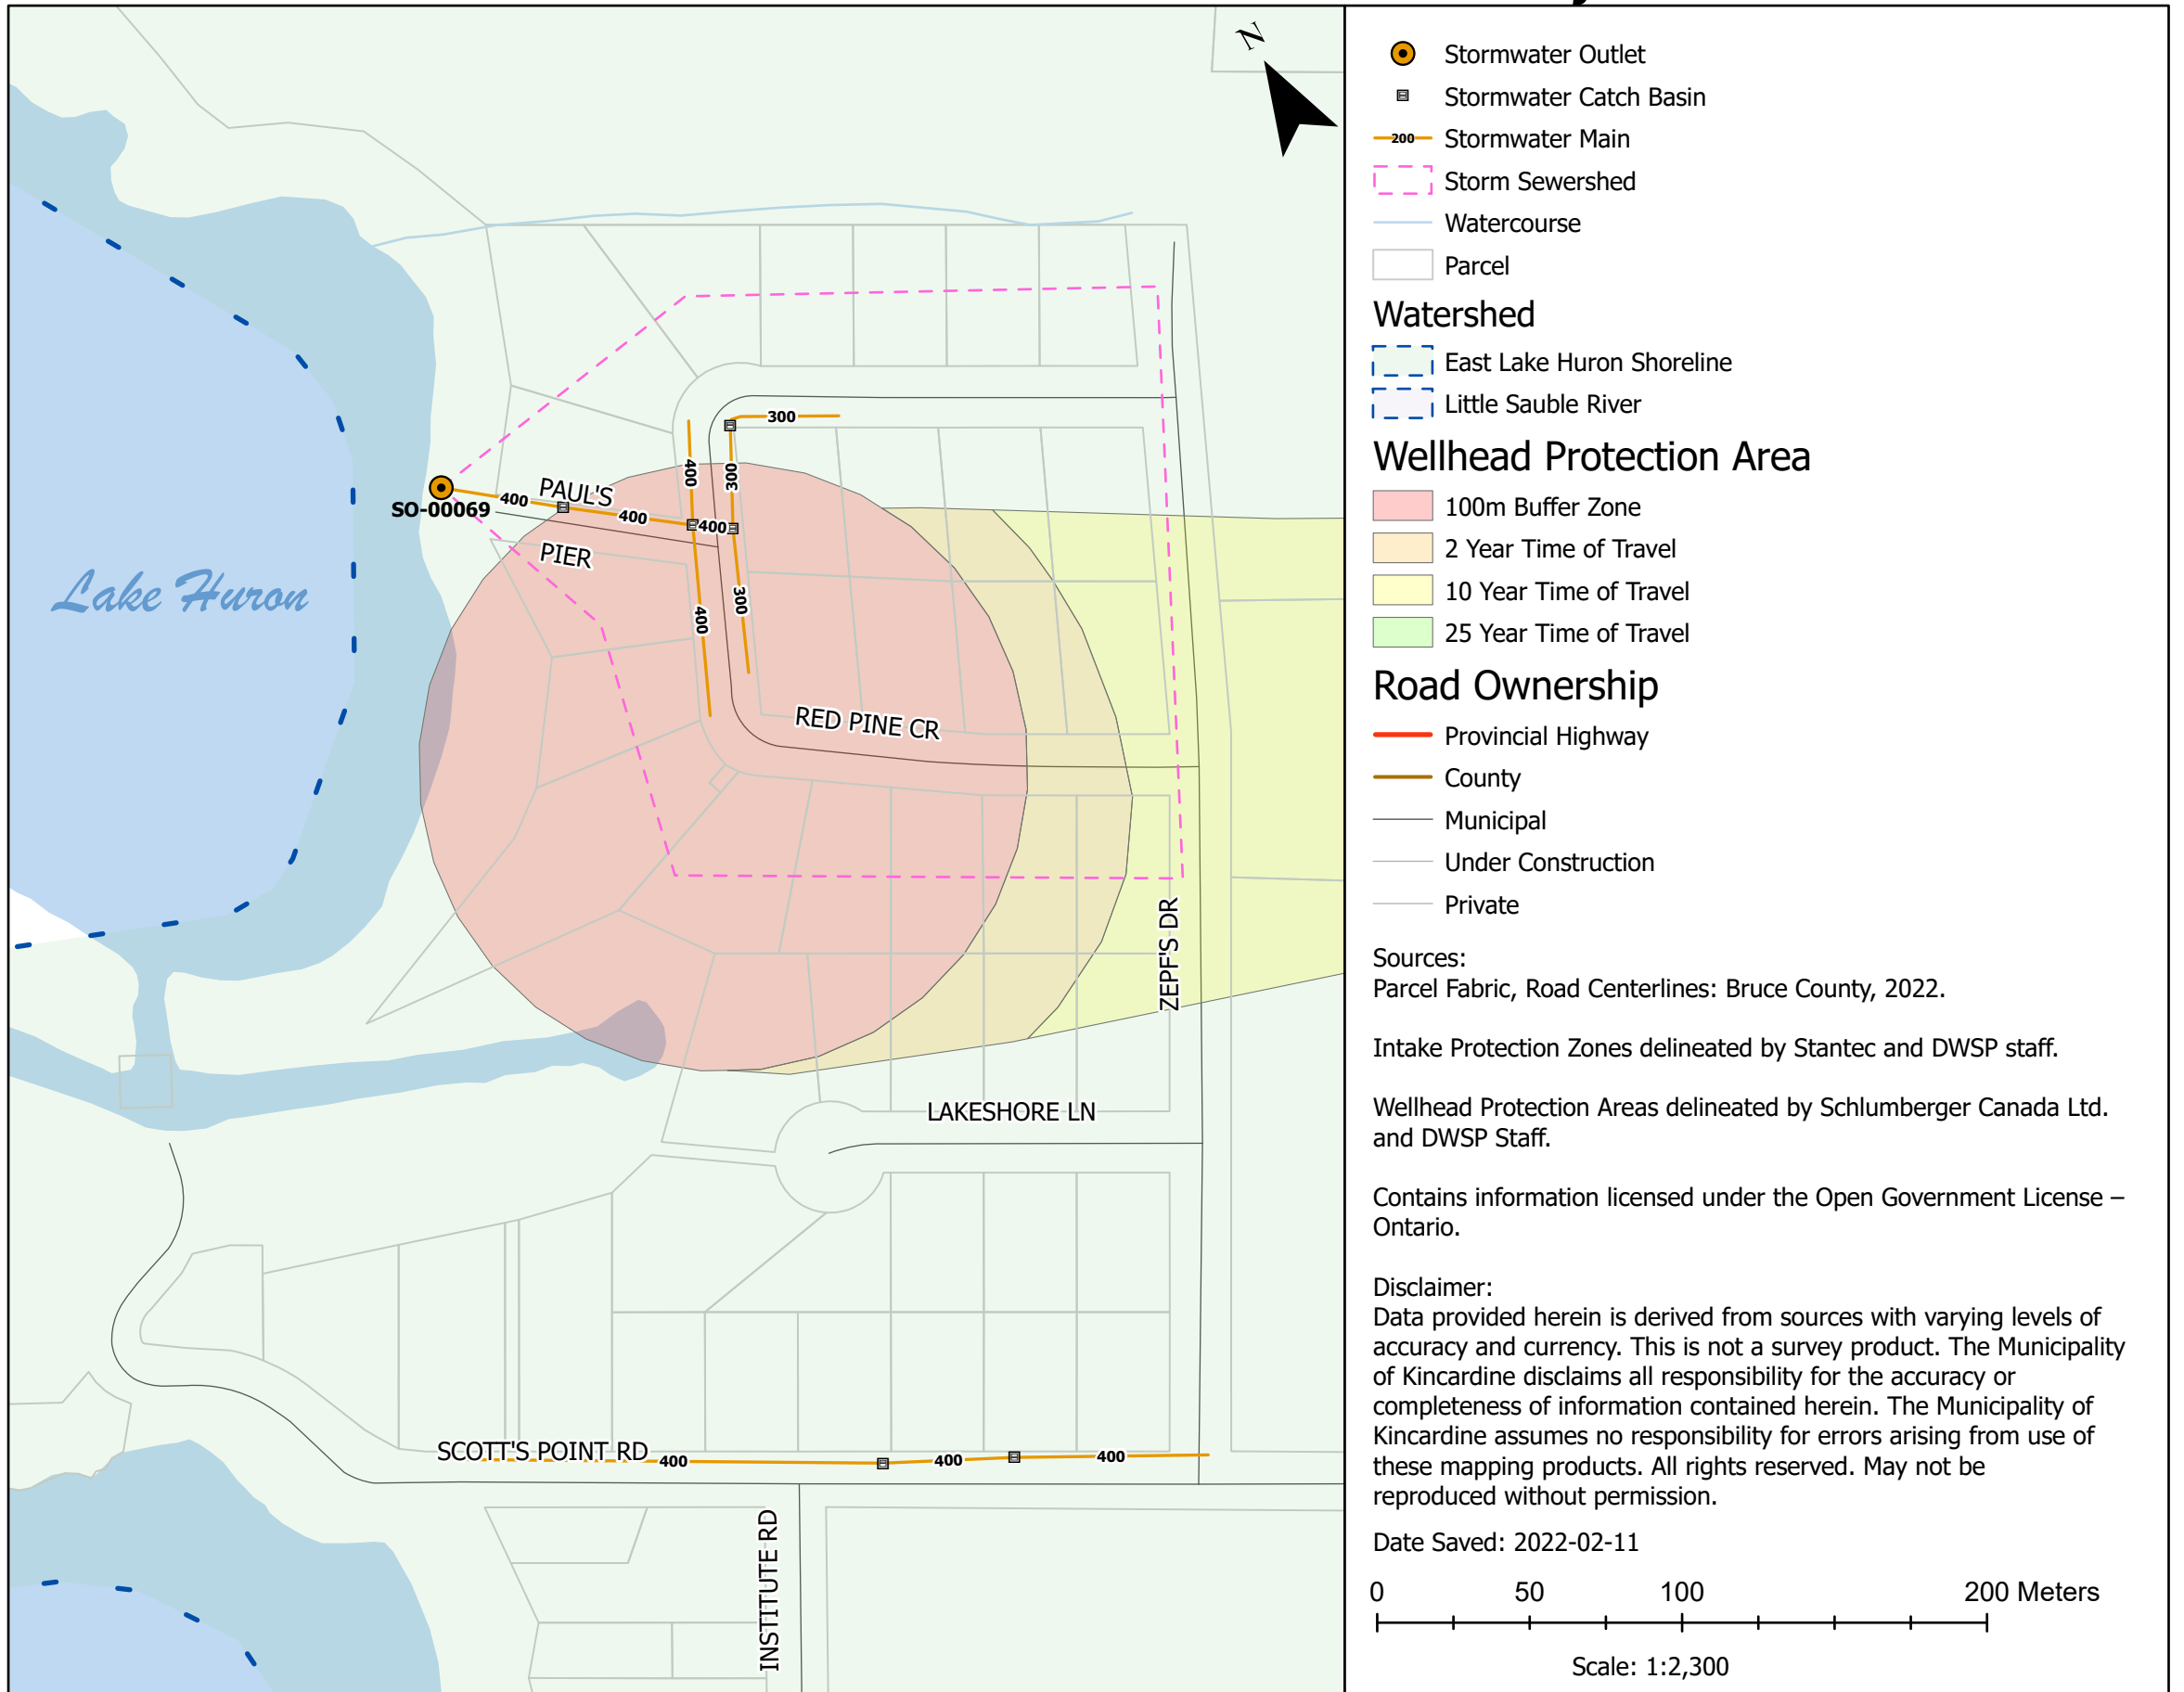 N
300
400
300
PAUL'S
400
SO-00069
400
400
PIER
Lake Huron
300
400
RED PINE CR
ZEPF'S DR
LAKESHORE LN
SCOTT'S POINT RD
400
400
400
INSTITUTE RD
Stormwater Outlet
Stormwater Catch Basin
200 Stormwater Main
Storm Sewershed
Watercourse
Parcel
Watershed
East Lake Huron Shoreline
Little Sauble River
Wellhead Protection Area
100m Buffer Zone
2 Year Time of Travel
10 Year Time of Travel
25 Year Time of Travel
Road Ownership
Provincial Highway
County
Municipal
Under Construction
Private
Sources:
Parcel Fabric, Road Centerlines: Bruce County, 2022.
Intake Protection Zones delineated by Stantec and DWSP staff.
Wellhead Protection Areas delineated by Schlumberger Canada Ltd.
and DWSP Staff.
Contains information licensed under the Open Government License –
Ontario.
Disclaimer:
Data provided herein is derived from sources with varying levels of
accuracy and currency. This is not a survey product. The Municipality
of Kincardine disclaims all responsibility for the accuracy or
completeness of information contained herein. The Municipality of
Kincardine assumes no responsibility for errors arising from use of
these mapping products. All rights reserved. May not be
reproduced without permission.
Date Saved: 2022-02-11
0 50 100 200 Meters
Scale: 1:2,300